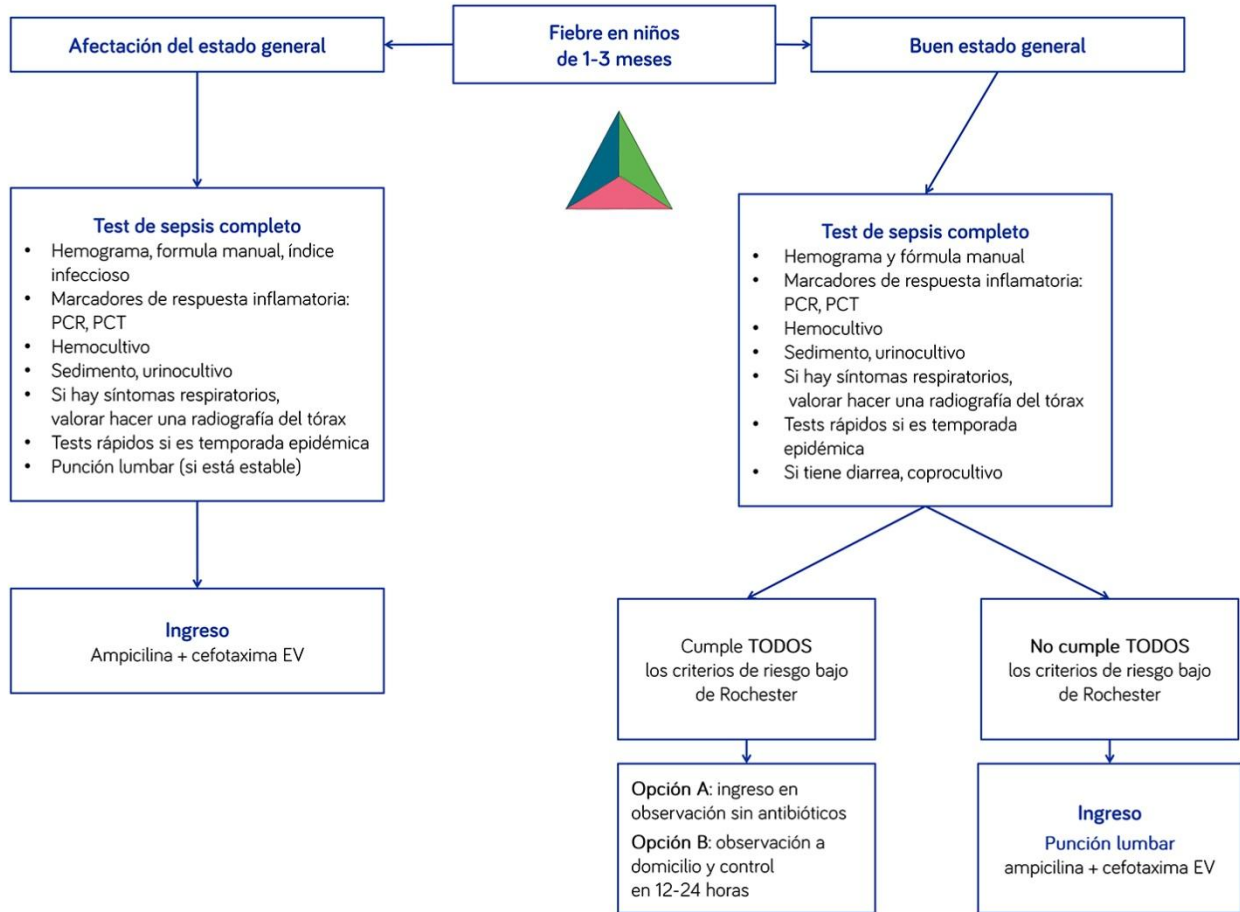 Fiebre en niños
de 1-3 meses
Afectación del estado general
Buen estado general
Test de sepsis completo
• Hemograma, formula manual, índice
infeccioso
• Marcadores de respuesta inflamatoria:
PCR, PCT
• Hemocultivo
• Sedimento, urinocultivo
• Si hay síntomas respiratorios,
valorar hacer una radiografía del tórax
• Tests rápidos si es temporada epidémica
• Punción lumbar (si está estable)
Ingreso
Ampicilina + cefotaxima EV
Test de sepsis completo
• Hemograma y fórmula manual
• Marcadores de respuesta inflamatoria:
PCR, PCT
• Hemocultivo
• Sedimento, urinocultivo
• Si hay síntomas respiratorios,
valorar hacer una radiografía del tórax
• Tests rápidos si es temporada
epidémica
• Si tiene diarrea, coprocultivo
Cumple TODOS
los criterios de riesgo bajo
de Rochester
Opción A: ingreso en
observación sin antibióticos
Opción B: observación a
domicilio y control
en 12-24 horas
No cumple TODOS
los criterios de riesgo bajo
de Rochester
Ingreso
Punción lumbar
ampicilina + cefotaxima EV